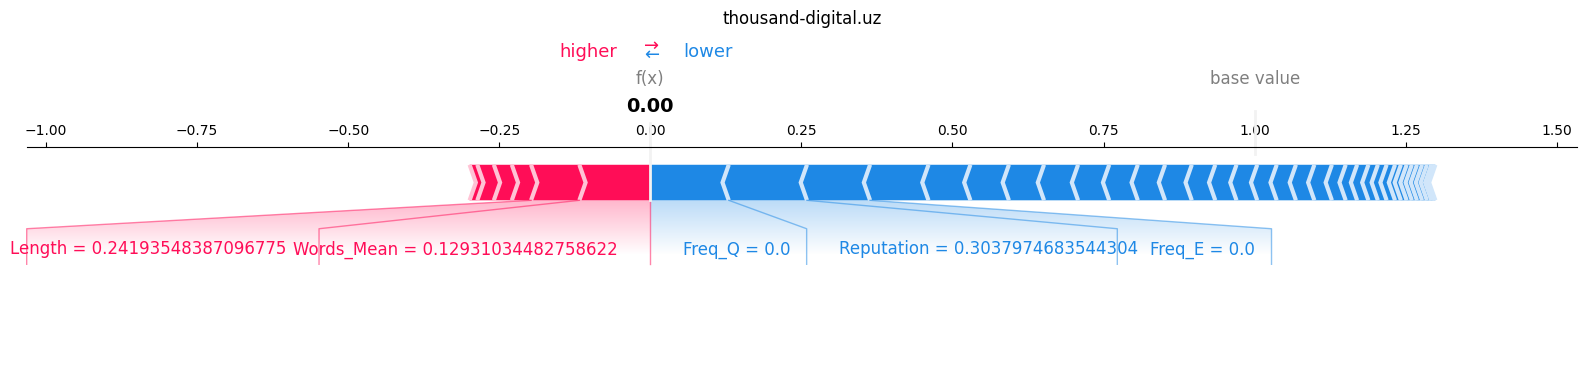 thousand-digital.uz
higher → ← lower
f(x) base value
0.00
−1.00 −0.75 −0.50 −0.25 0.00 0.25 0.50 0.75 1.00 1.25 1.50
Length = 0.24193548387096775 Words_Mean = 0.12931034482758622 Freq_Q = 0.0 Reputation = 0.3037974683544304 Freq_E = 0.0